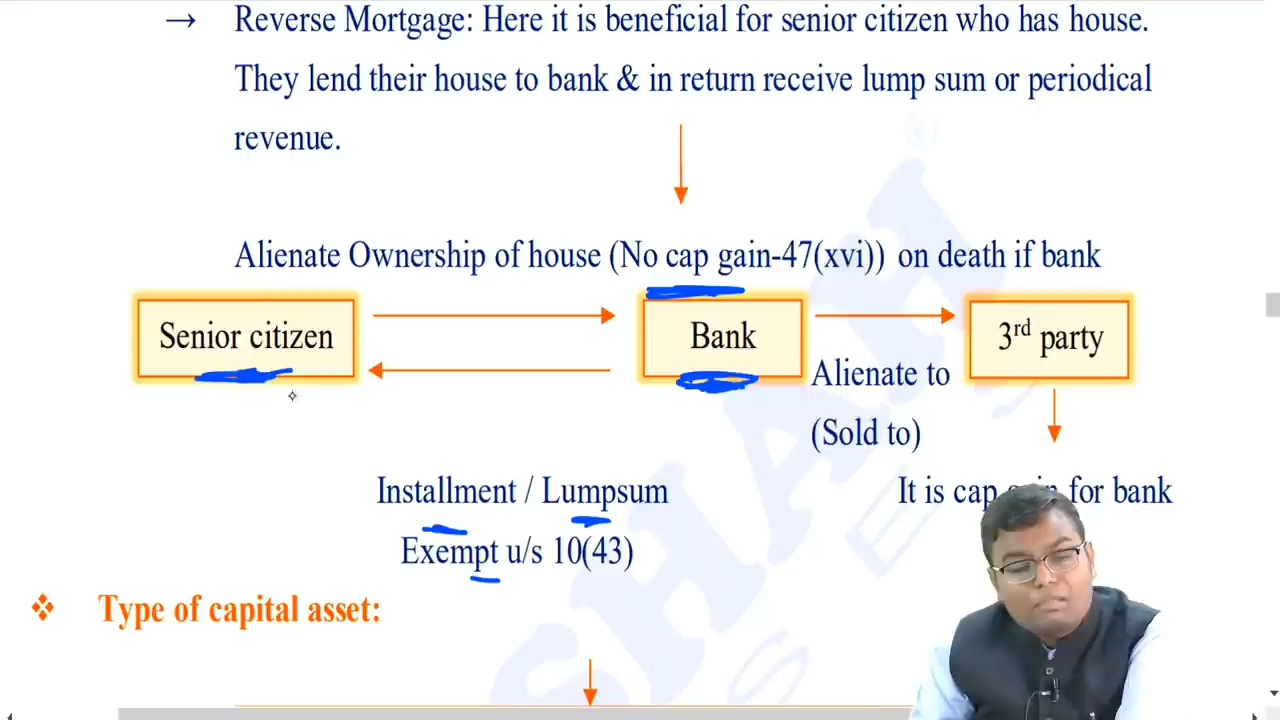 → Reverse Mortgage: Here it is beneficial for senior citizen who has house.
They lend their house to bank & in return receive lump sum or periodical
revenue.
Alienate Ownership of house (No cap gain-47(xvi)) on death if bank
Senior citizen
Bank
3rd party
Alienate to
(Sold to)
Installment / Lumpsum
It is cap for bank
Exempt u/s 10(43)
❖ Type of capital asset:
SHAH